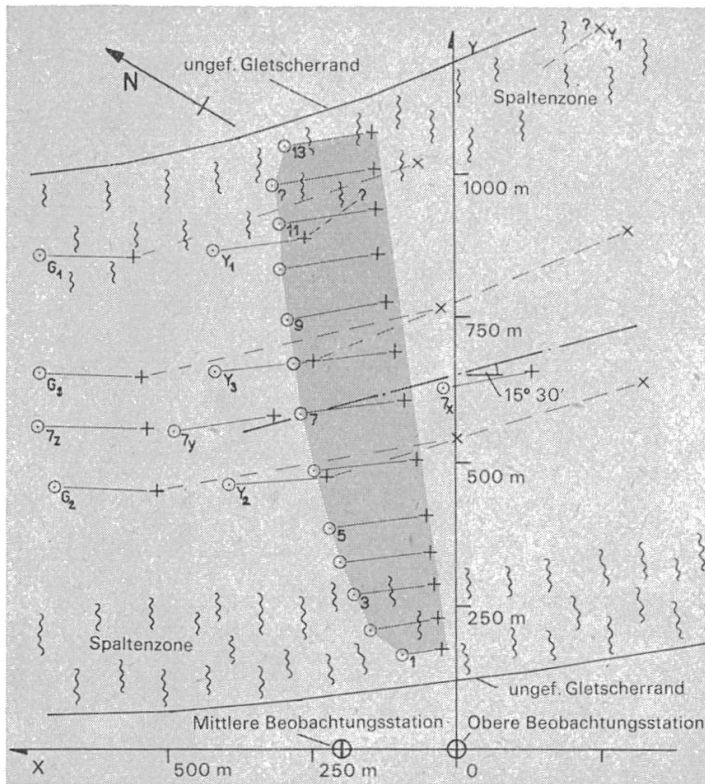 ? Y₁
Y
ungef. Gletscherrand
N
Spaltenzone
13
1000 m
?
?
11
Y₁
G₁
750 m
9
Y₃
G₃
7ₓ
15° 30′
7
7z
7y
500 m
Y₂
G₂
5
3
250 m
Spaltenzone
1
ungef. Gletscherrand
Mittlere Beobachtungsstation
Obere Beobachtungsstation
X
500 m
250 m
0